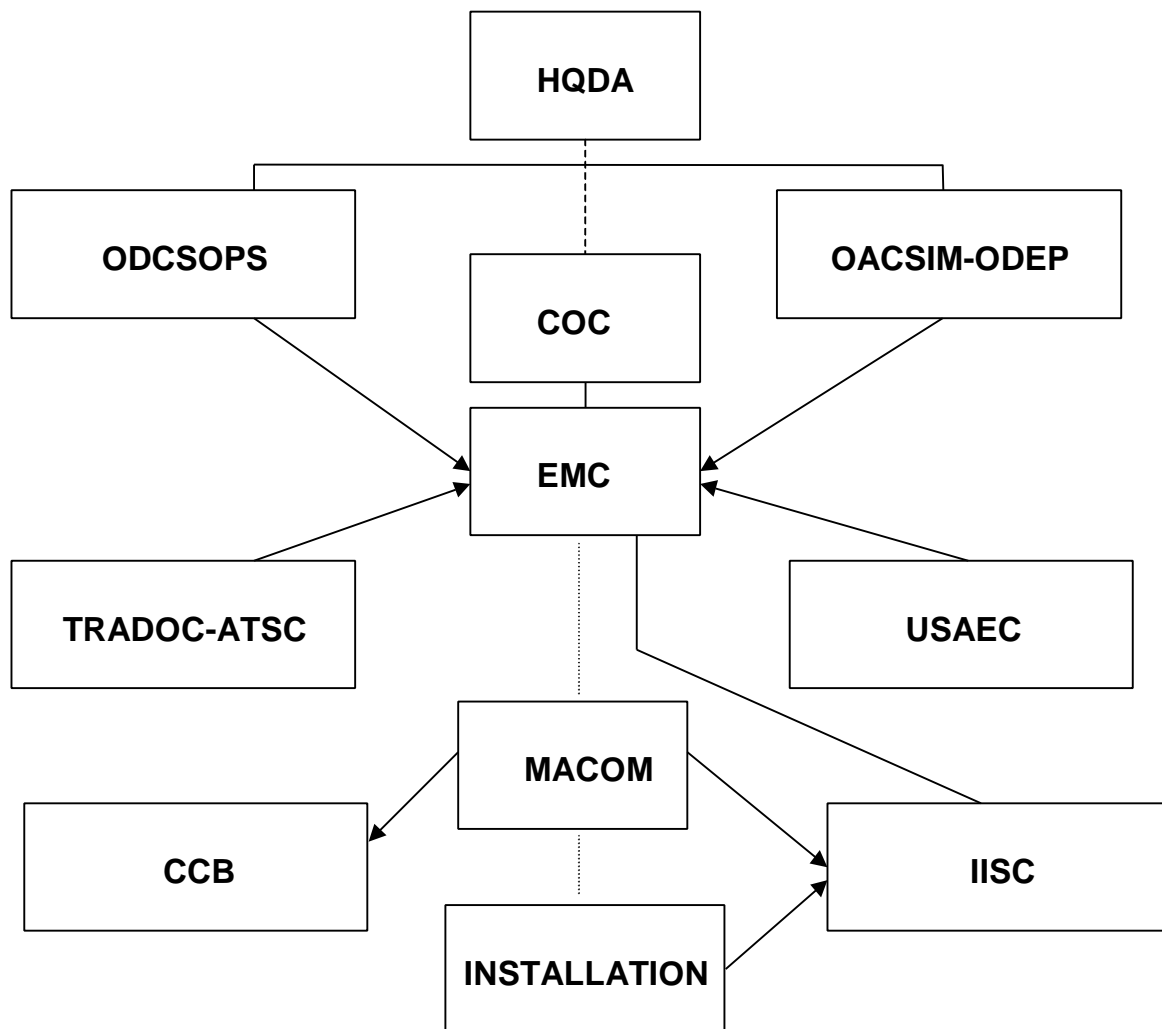 HQDA
ODCSOPS
OACSIM-ODEP
COC
EMC
TRADOC-ATSC
USAEC
MACOM
CCB
IISC
INSTALLATION